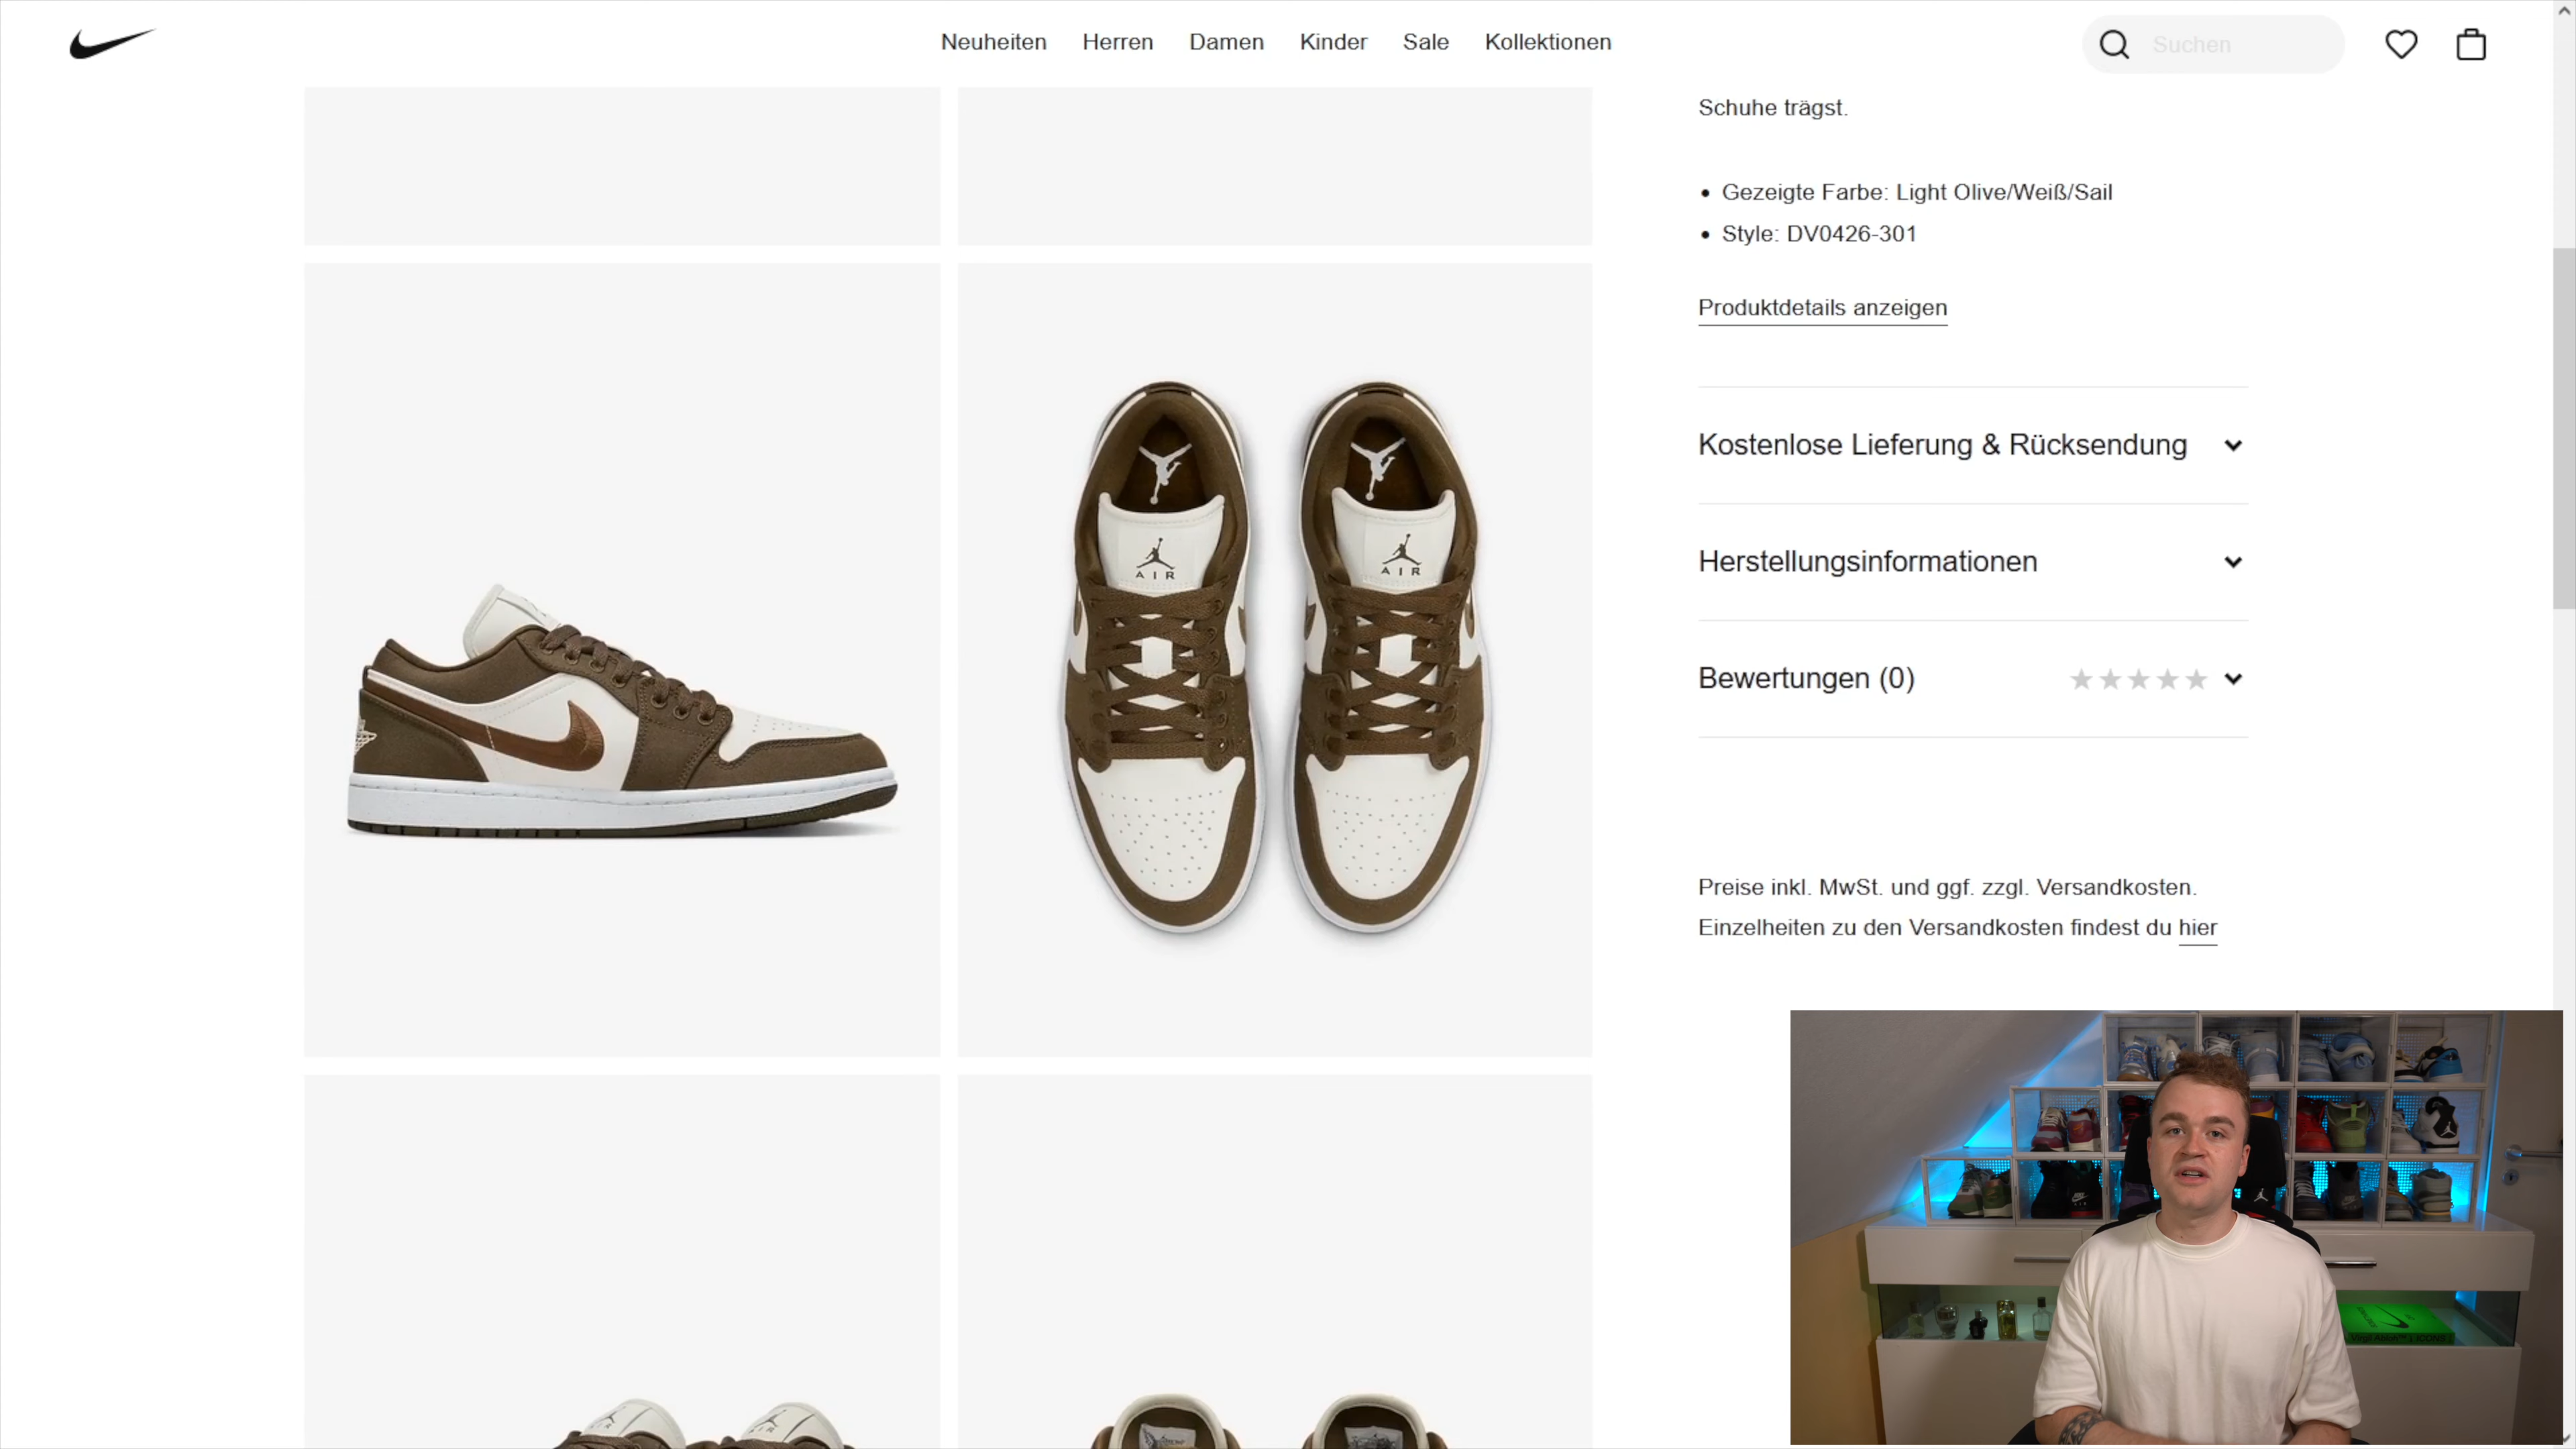 Neuheiten Herren Damen Kinder Sale Kollektionen
Suchen
Schuhe trägst.
Gezeigte Farbe: Light Olive/Weiß/Sail
Style: DV0426-301
Produktdetails anzeigen
Kostenlose Lieferung & Rücksendung
Herstellungsinformationen
Bewertungen (0)
Preise inkl. MwSt. und ggf. zzgl. Versandkosten.
Einzelheiten zu den Versandkosten findest du hier
AIR
AIR